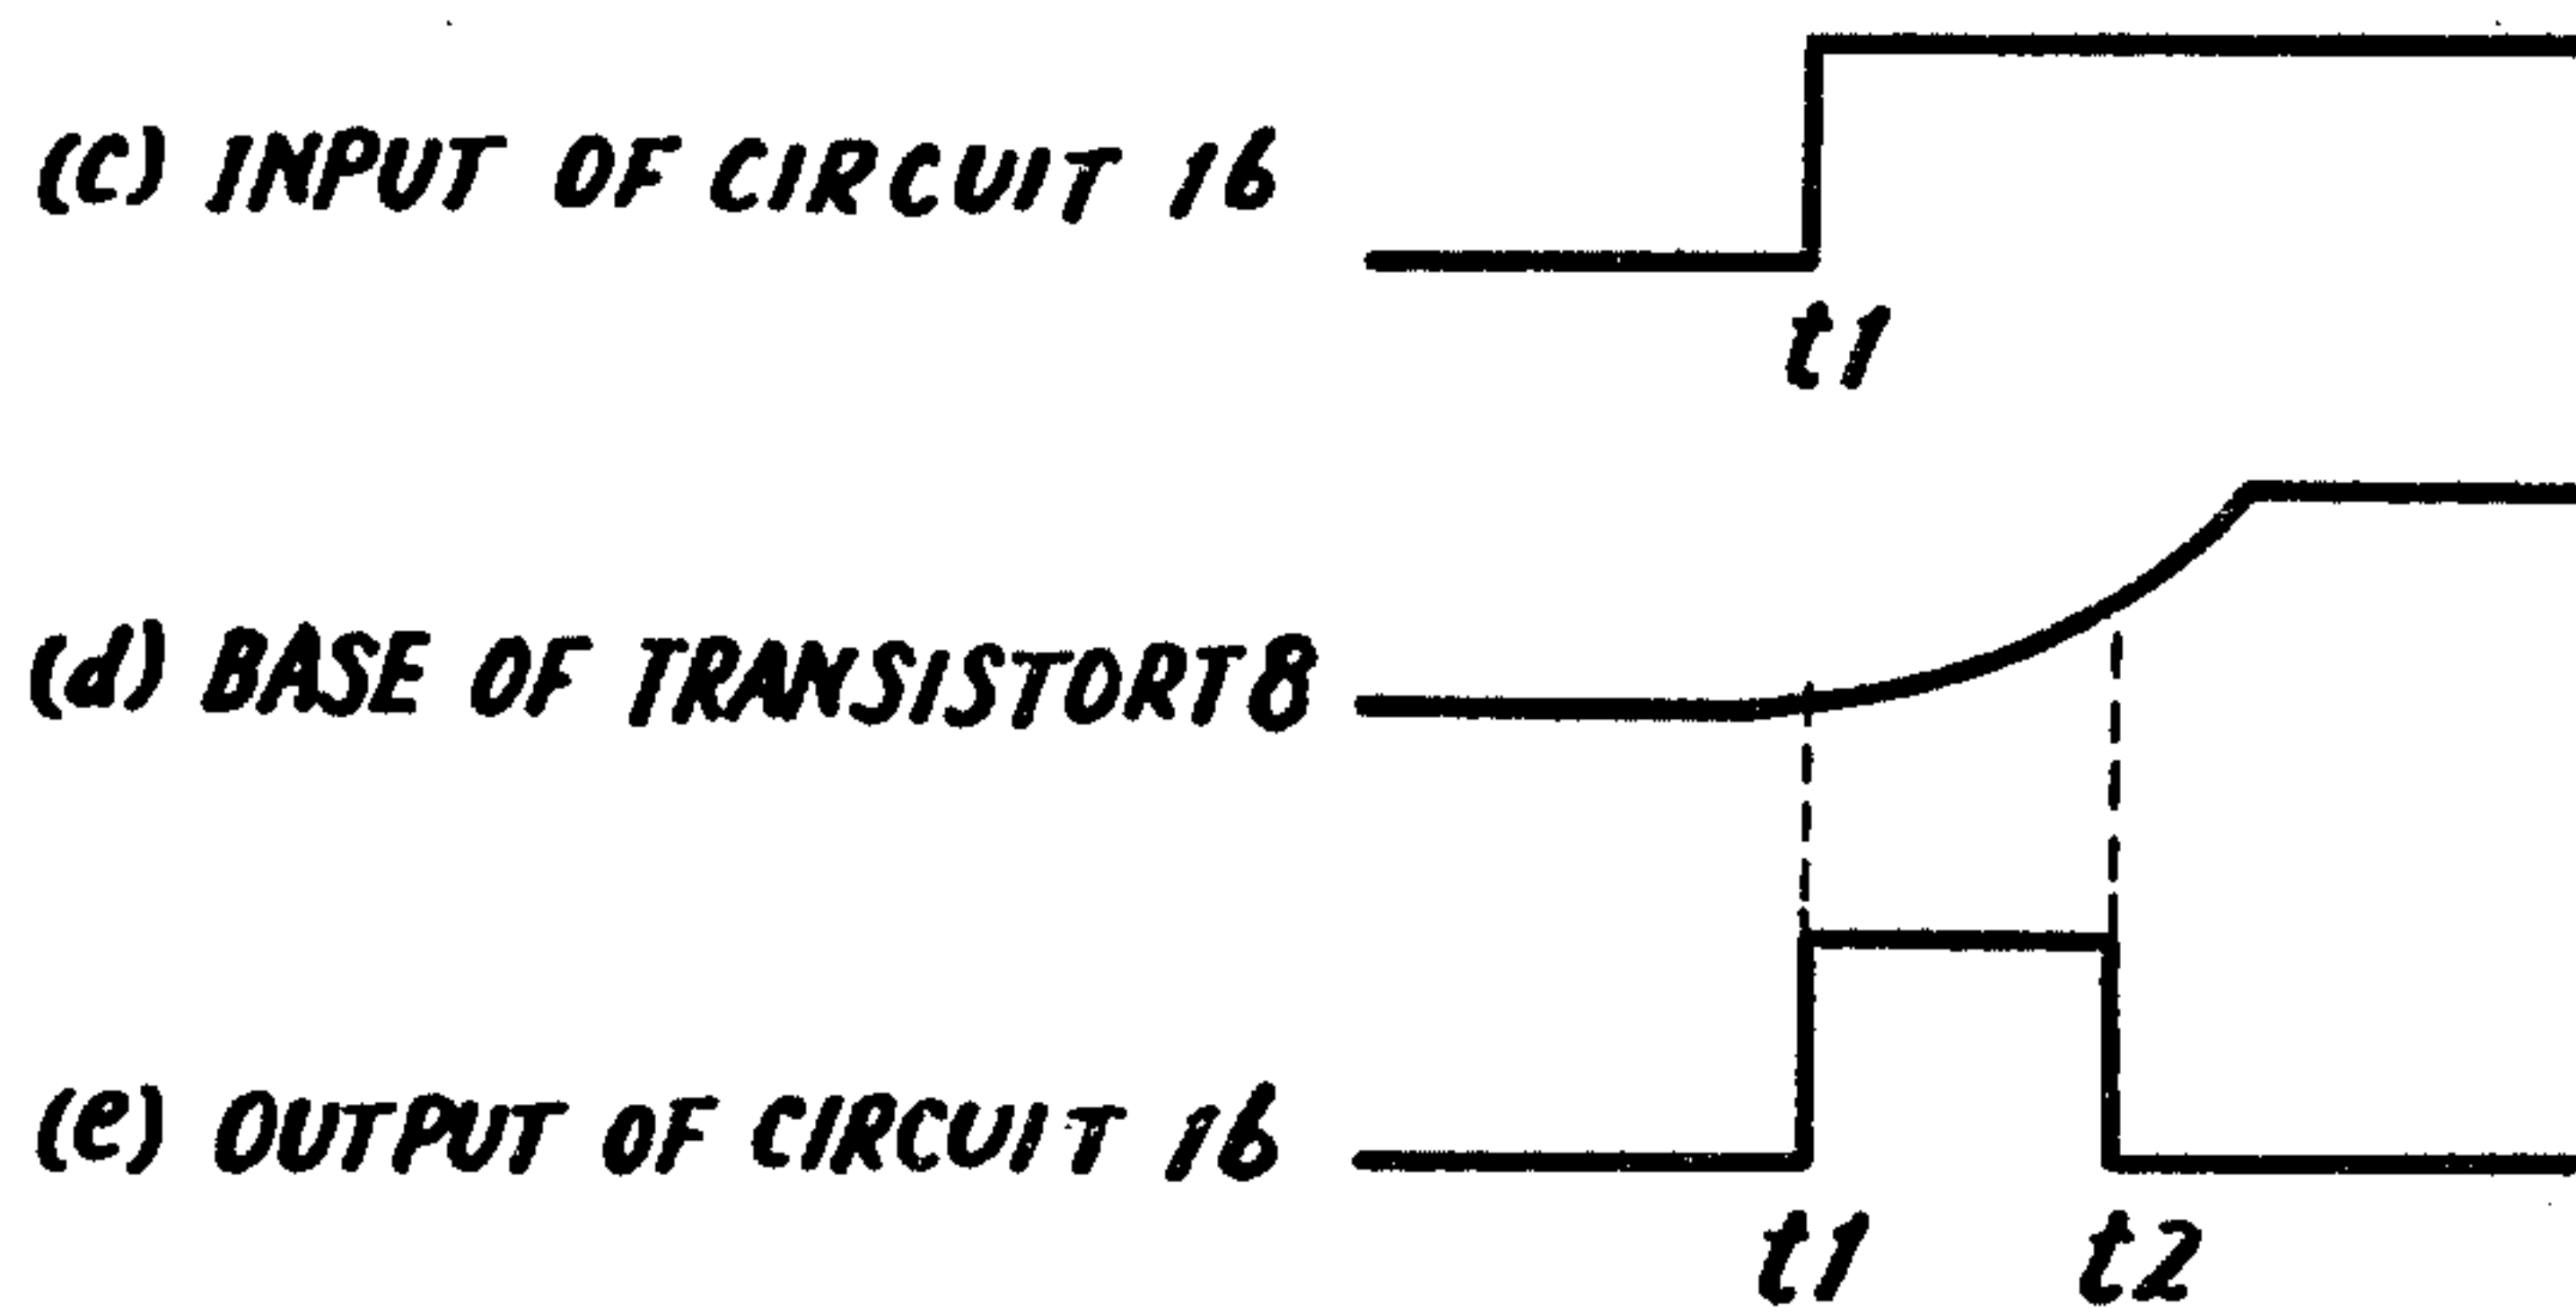 (c) INPUT OF CIRCUIT 16
t1
(d) BASE OF TRANSISTORT8
(e) OUTPUT OF CIRCUIT 16
t1 t2